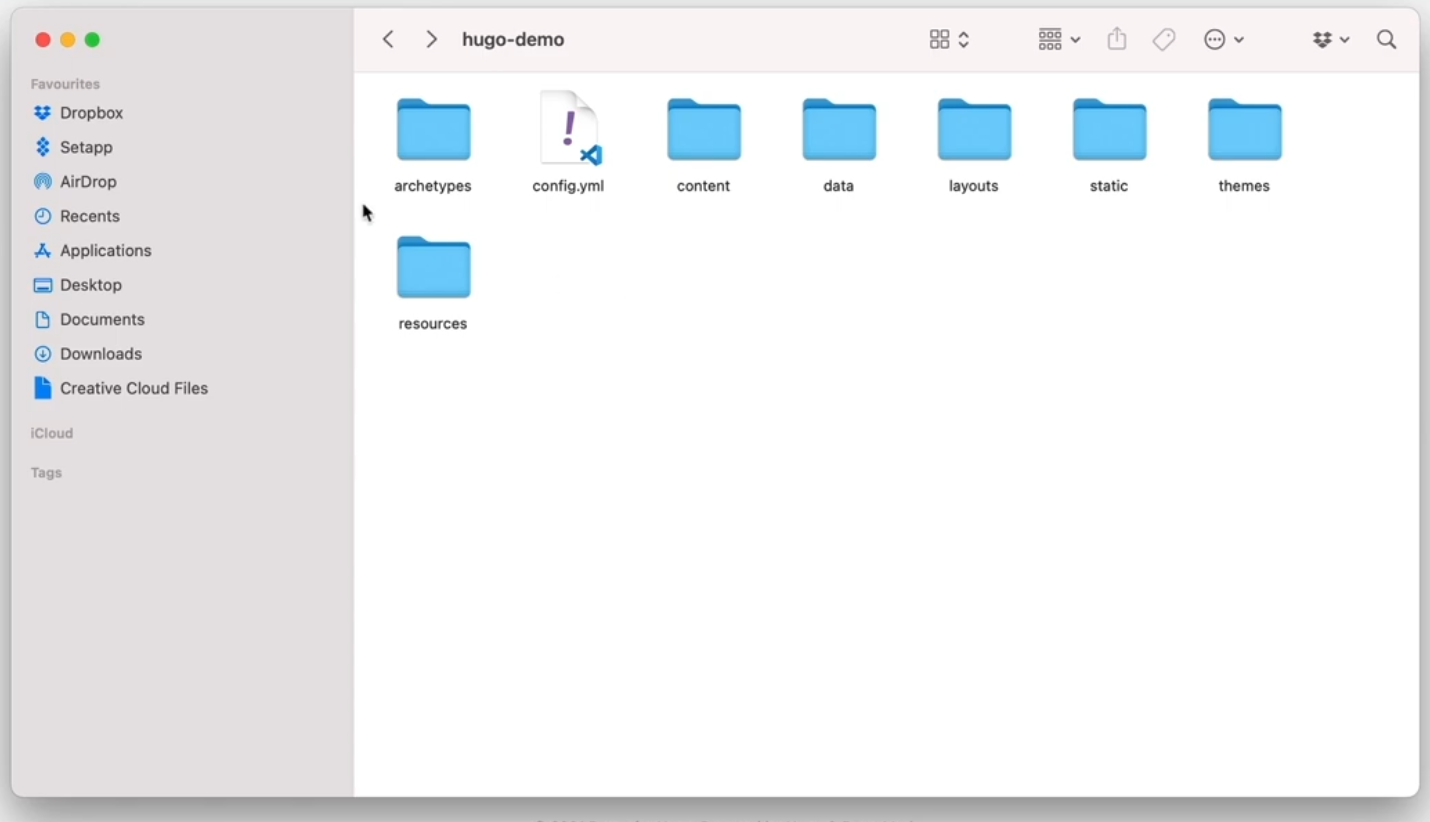 hugo-demo
Favourites
Dropbox
Setapp
AirDrop
Recents
Applications
Desktop
Documents
Downloads
Creative Cloud Files
iCloud
Tags
archetypes config.yml content data layouts static themes
resources